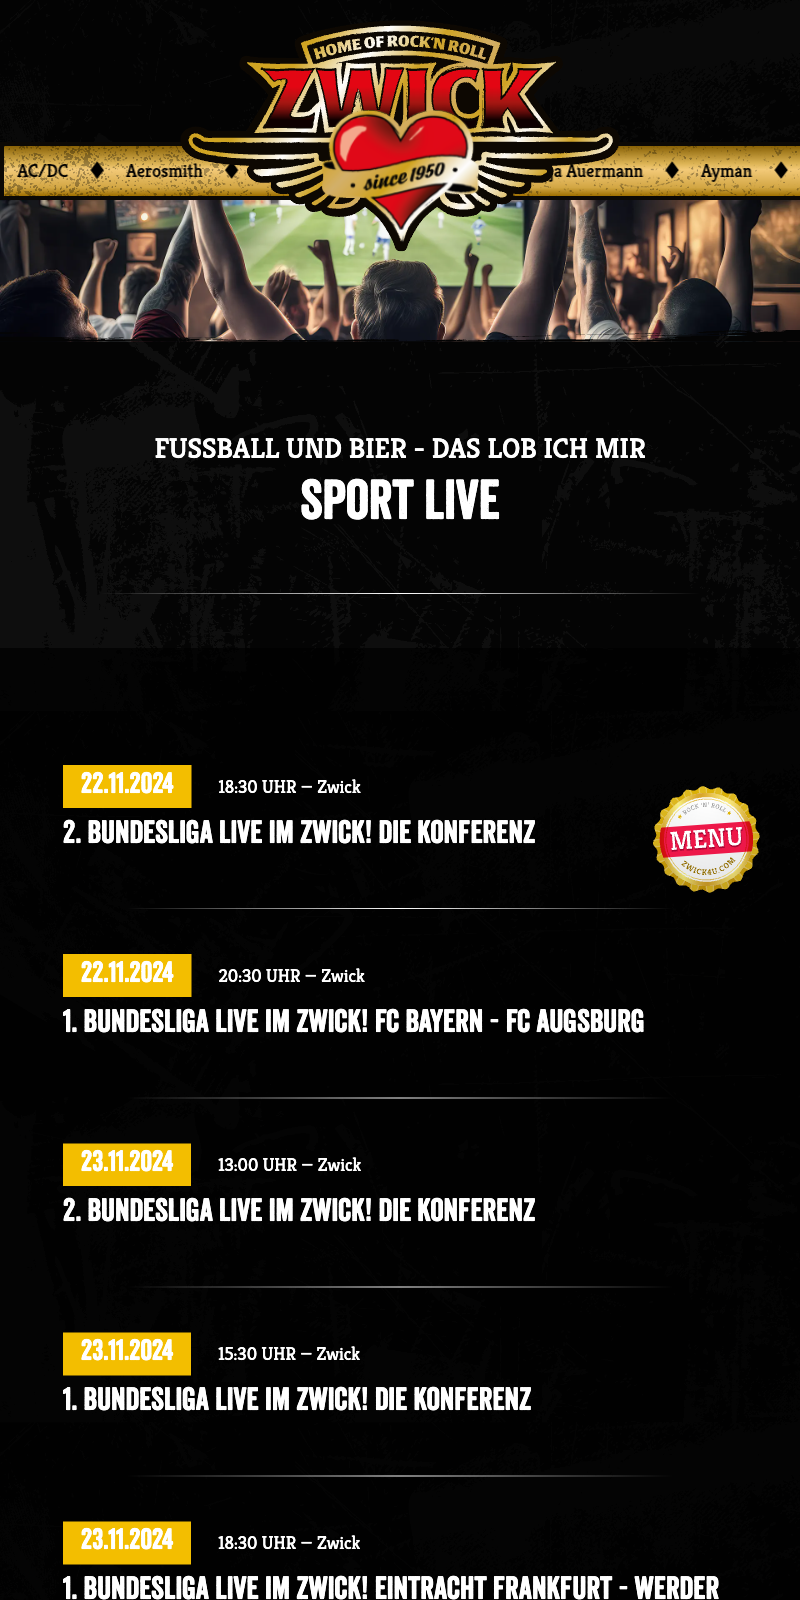 HOME OF ROCK'N ROLL
ZWICK
since 1950
AC/DC ♦ Aerosmith ♦ Auermann ♦ Ayman ♦
FUSSBALL UND BIER - DAS LOB ICH MIR
SPORT LIVE
22.11.2024 18:30 UHR – Zwick
2. BUNDESLIGA LIVE IM ZWICK! DIE KONFERENZ
ROCK 'N' ROLL
MENU
ZWICK4U.COM
22.11.2024 20:30 UHR – Zwick
1. BUNDESLIGA LIVE IM ZWICK! FC BAYERN - FC AUGSBURG
23.11.2024 13:00 UHR – Zwick
2. BUNDESLIGA LIVE IM ZWICK! DIE KONFERENZ
23.11.2024 15:30 UHR – Zwick
1. BUNDESLIGA LIVE IM ZWICK! DIE KONFERENZ
23.11.2024 18:30 UHR – Zwick
1. BUNDESLIGA LIVE IM ZWICK! EINTRACHT FRANKFURT - WERDER